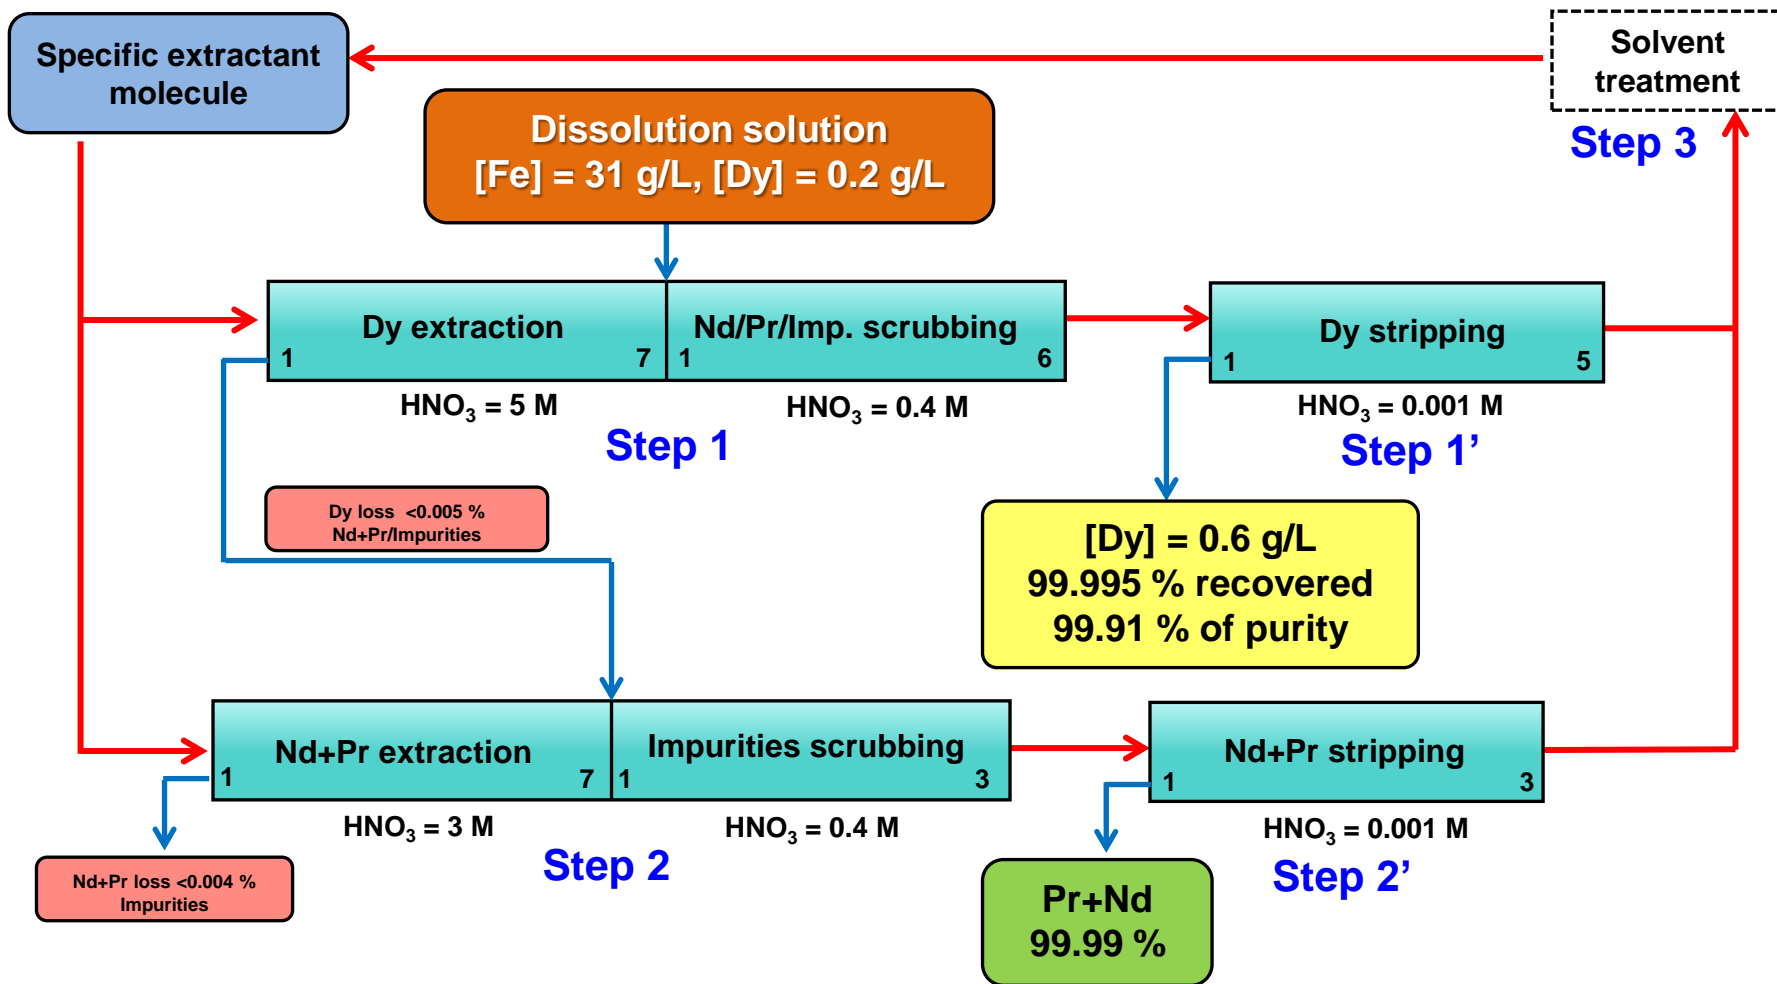 Specific extractant
molecule
Solvent
treatment
Step 3
Dissolution solution
[Fe] = 31 g/L, [Dy] = 0.2 g/L
Dy extraction
1
7
Nd/Pr/Imp. scrubbing
1
6
Dy stripping
1
5
HNO₃ = 5 M
HNO₃ = 0.4 M
HNO₃ = 0.001 M
Step 1
Step 1’
Dy loss <0.005 %
Nd+Pr/Impurities
[Dy] = 0.6 g/L
99.995 % recovered
99.91 % of purity
Nd+Pr extraction
1
7
Impurities scrubbing
1
3
Nd+Pr stripping
1
3
HNO₃ = 3 M
HNO₃ = 0.4 M
HNO₃ = 0.001 M
Step 2
Step 2’
Nd+Pr loss <0.004 %
Impurities
Pr+Nd
99.99 %